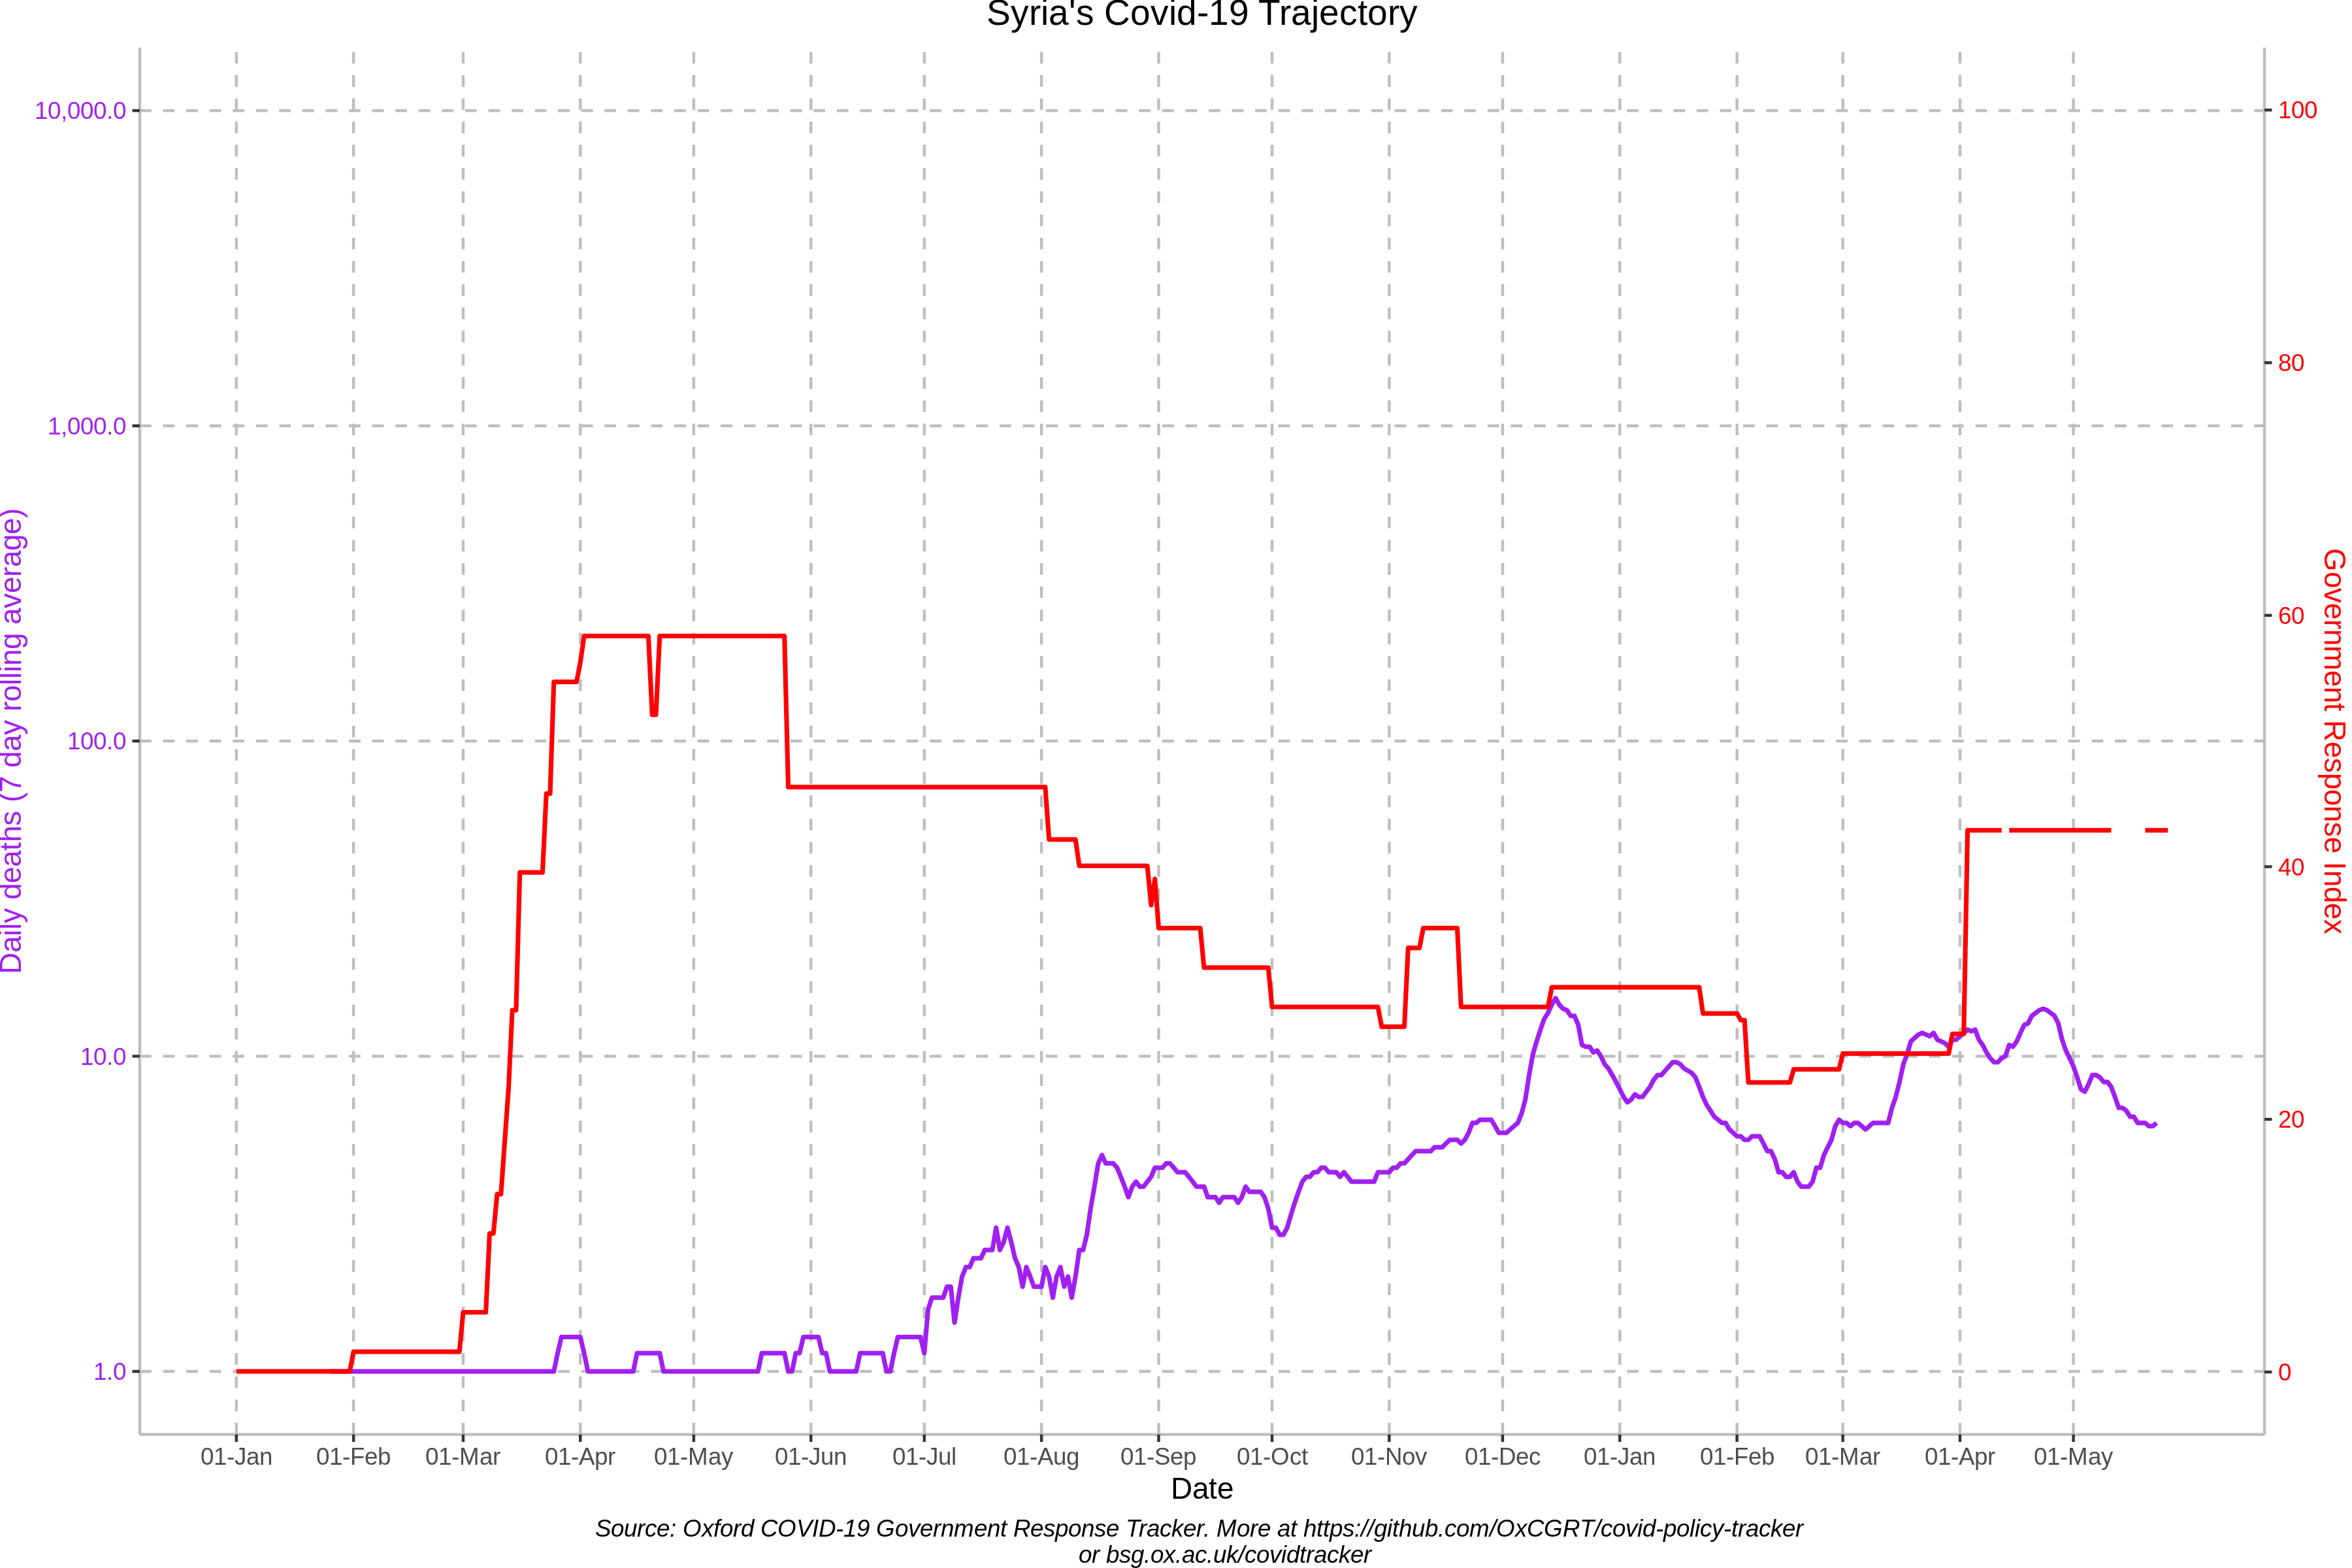 Syria's Covid-19 Trajectory
10,000.0
1,000.0
100.0
10.0
1.0
Daily deaths (7 day rolling average)
100
80
60
40
20
0
Government Response Index
01-Jan 01-Feb 01-Mar 01-Apr 01-May 01-Jun 01-Jul 01-Aug 01-Sep 01-Oct 01-Nov 01-Dec 01-Jan 01-Feb 01-Mar 01-Apr 01-May
Date
Source: Oxford COVID-19 Government Response Tracker. More at https://github.com/OxCGRT/covid-policy-tracker
or bsg.ox.ac.uk/covidtracker